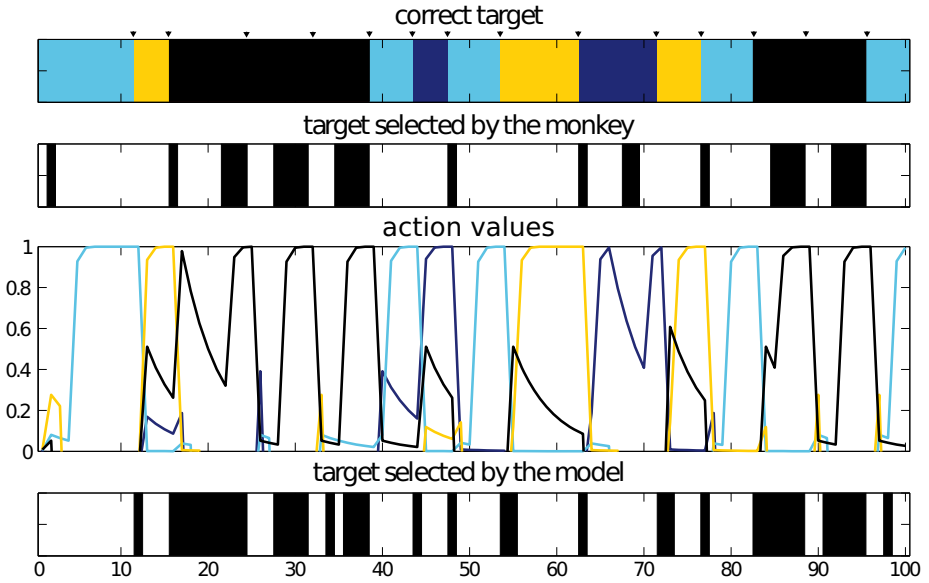 correct target
target selected by the monkey
action values
1
0.8
0.6
0.4
0.2
0
target selected by the model
0 10 20 30 40 50 60 70 80 90 100